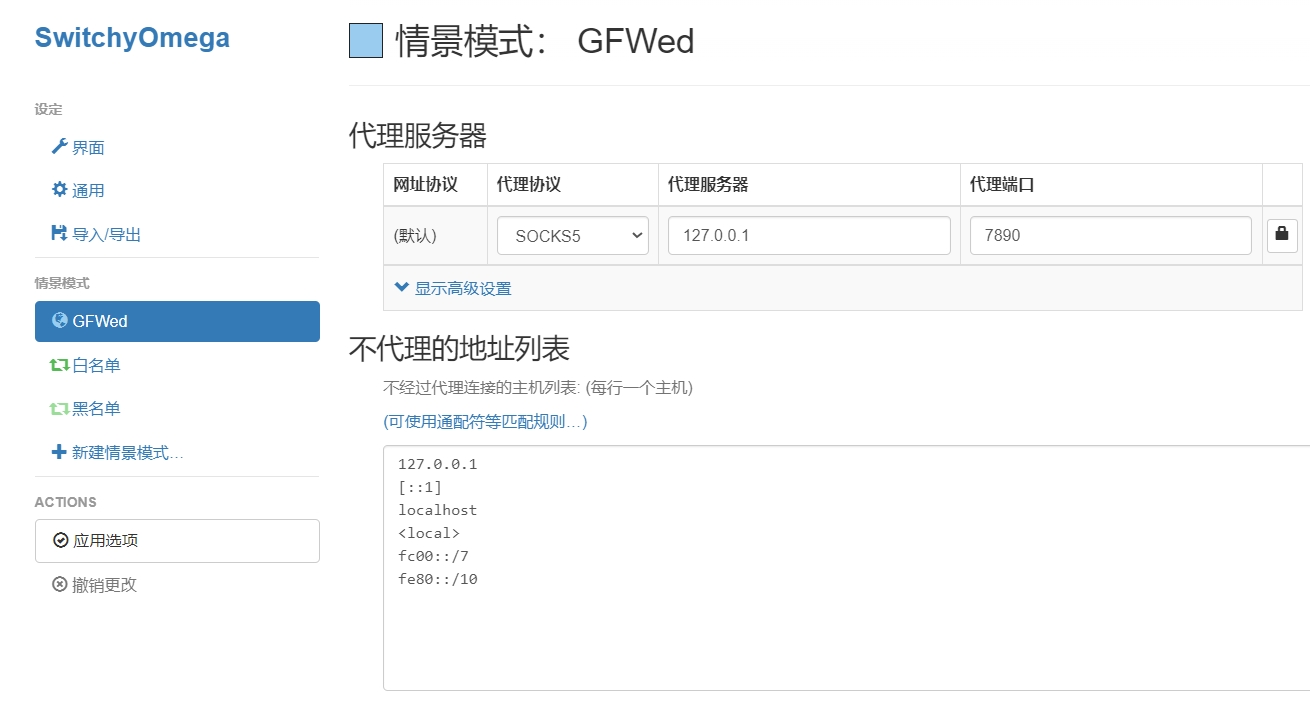 SwitchyOmega
设定
界面
通用
导入/导出
情景模式
GFWed
白名单
黑名单
新建情景模式…
ACTIONS
应用选项
撤销更改
情景模式： GFWed
代理服务器
网址协议 代理协议 代理服务器 代理端口
(默认) SOCKS5 127.0.0.1 7890
显示高级设置
不代理的地址列表
不经过代理连接的主机列表: (每行一个主机)
(可使用通配符等匹配规则…)
127.0.0.1
[::1]
localhost
<local>
fc00::/7
fe80::/10